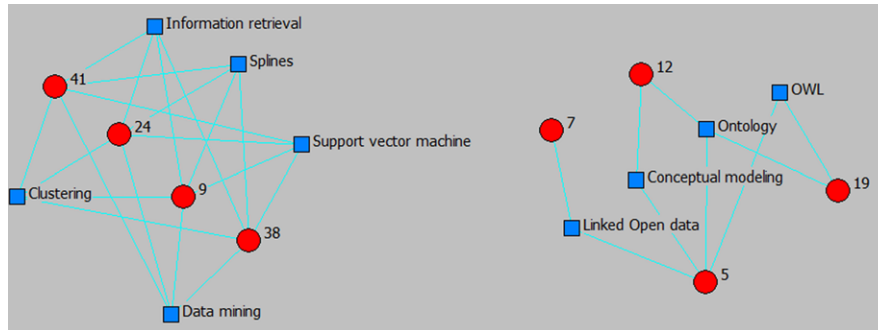 Information retrieval
Splines
41
24
Support vector machine
Clustering
9
38
Data mining
12
OWL
7
Ontology
Conceptual modeling
19
Linked Open data
5